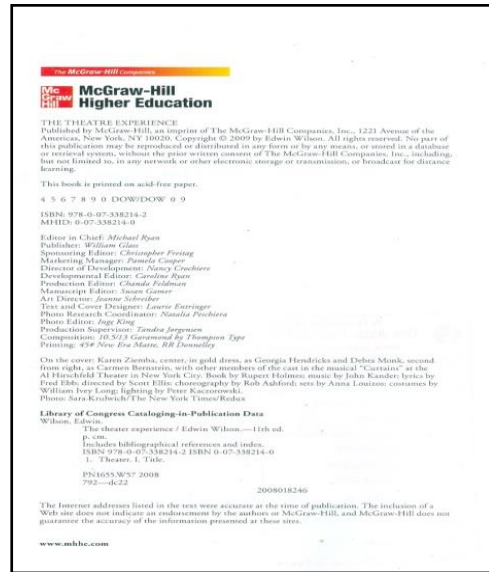 The McGraw-Hill Companies
Mc
Graw
Hill
McGraw-Hill
Higher Education
THE THEATRE EXPERIENCE
Published by McGraw-Hill, an imprint of The McGraw-Hill Companies, Inc., 1221 Avenue of the
Americas, New York, NY 10020. Copyright © 2009 by Edwin Wilson. All rights reserved. No part of
this publication may be reproduced or distributed in any form or by any means, or stored in a database
or retrieval system, without the prior written consent of The McGraw-Hill Companies, Inc., including,
but not limited to, in any network or other electronic storage or transmission, or broadcast for distance
learning.
This book is printed on acid-free paper.
4 5 6 7 8 9 0 DOW/DOW 0 9
ISBN: 978-0-07-338214-2
MHID: 0-07-338214-0
Editor in Chief: Michael Ryan
Publisher: William Glass
Sponsoring Editor: Christopher Freitag
Marketing Manager: Pamela Cooper
Director of Development: Nancy Crochiere
Developmental Editor: Caroline Ryan
Production Editor: Chanda Feldman
Manuscript Editor: Susan Gamer
Art Director: Jeanne Schreiber
Text and Cover Designer: Laurie Entringer
Photo Research Coordinator: Natalia Peschiera
Photo Editor: Inge King
Production Supervisor: Tandra Jorgensen
Composition: 10.5/13 Garamond by Thompson Type
Printing: 45# New Era Matte, RR Donnelley
On the cover: Karen Ziemba, center, in gold dress, as Georgia Hendricks and Debra Monk, second
from right, as Carmen Bernstein, with other members of the cast in the musical "Curtains" at the
Al Hirschfeld Theater in New York City. Book by Rupert Holmes; music by John Kander; lyrics by
Fred Ebb; directed by Scott Ellis; choreography by Rob Ashford; sets by Anna Louizos; costumes by
William Ivey Long; lighting by Peter Kaczorowski.
Photo: Sara Krulwich/The New York Times/Redux
Library of Congress Cataloging-in-Publication Data
Wilson, Edwin.
The theater experience / Edwin Wilson.—11th ed.
p. cm.
Includes bibliographical references and index.
ISBN 978-0-07-338214-2 ISBN 0-07-338214-0
1. Theater. I. Title.
PN1655.W57 2008
792—dc22
2008018246
The Internet addresses listed in the text were accurate at the time of publication. The inclusion of a
Web site does not indicate an endorsement by the authors or McGraw-Hill, and McGraw-Hill does not
guarantee the accuracy of the information presented at these sites.
www.mhhe.com